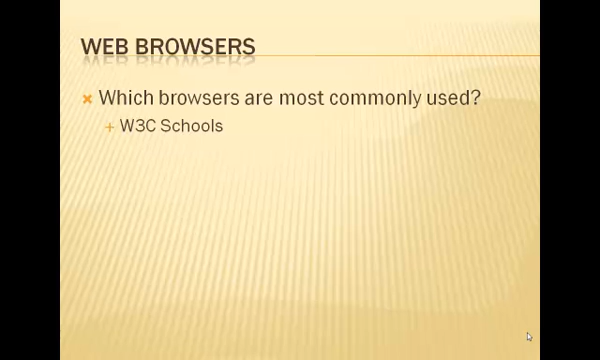 WEB BROWSERS
Which browsers are most commonly used?
W3C Schools